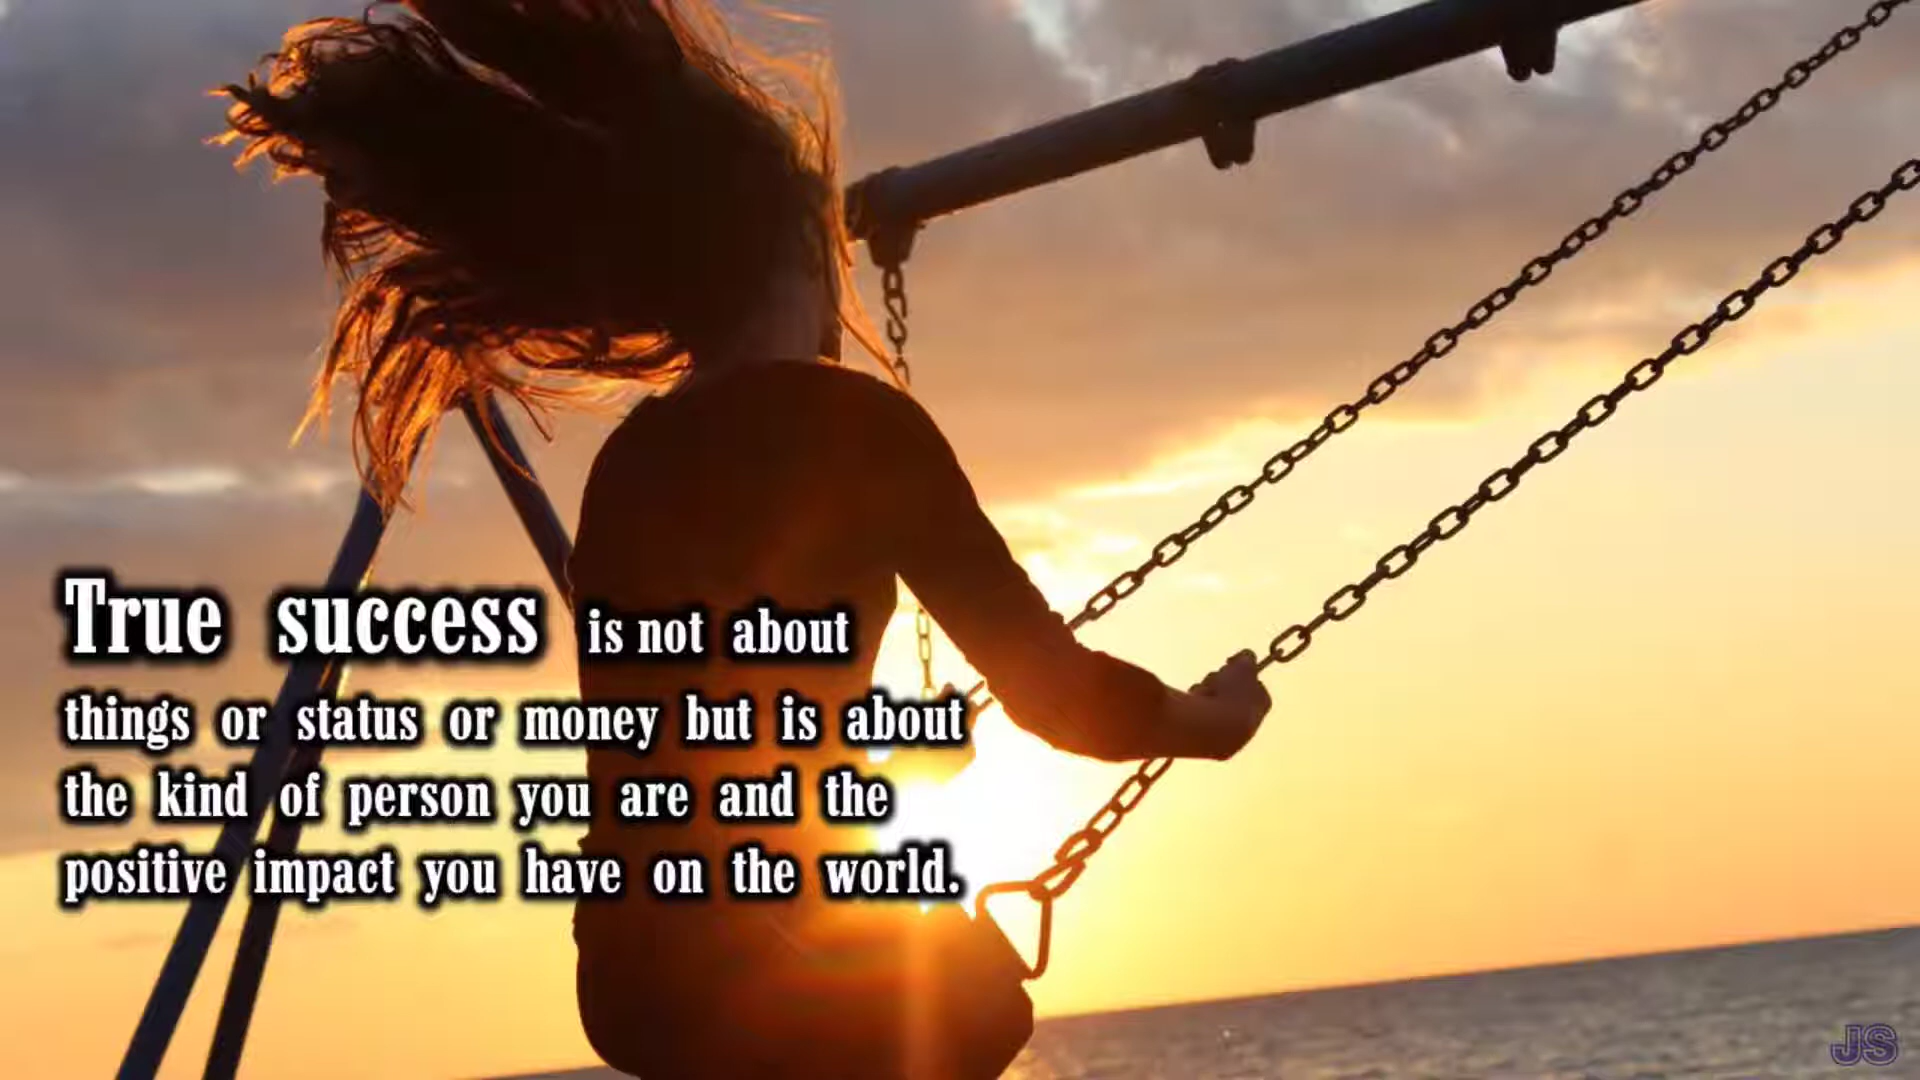 True success is not about
things or status or money but is about
the kind of person you are and the
positive impact you have on the world.
JS